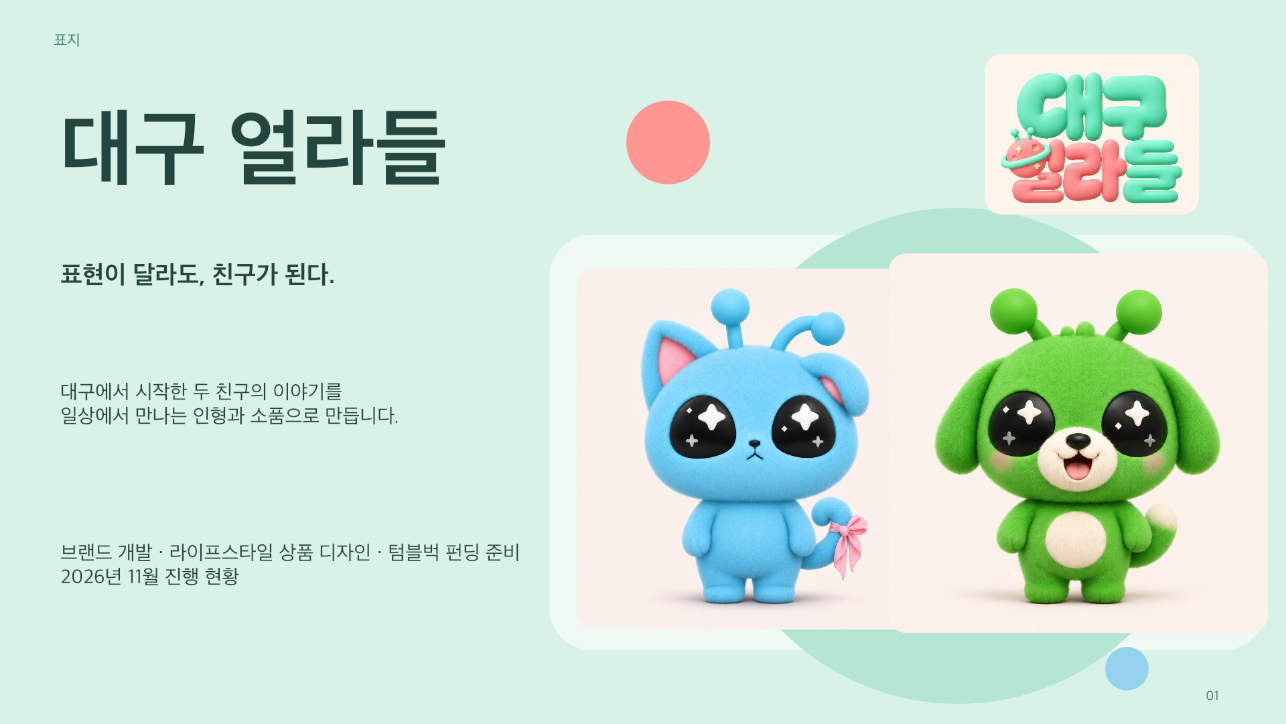 표지
대구
얼라들
대구 얼라들
표현이 달라도, 친구가 된다.
대구에서 시작한 두 친구의 이야기를
일상에서 만나는 인형과 소품으로 만듭니다.
브랜드 개발 · 라이프스타일 상품 디자인 · 텀블벅 펀딩 준비
2026년 11월 진행 현황
01